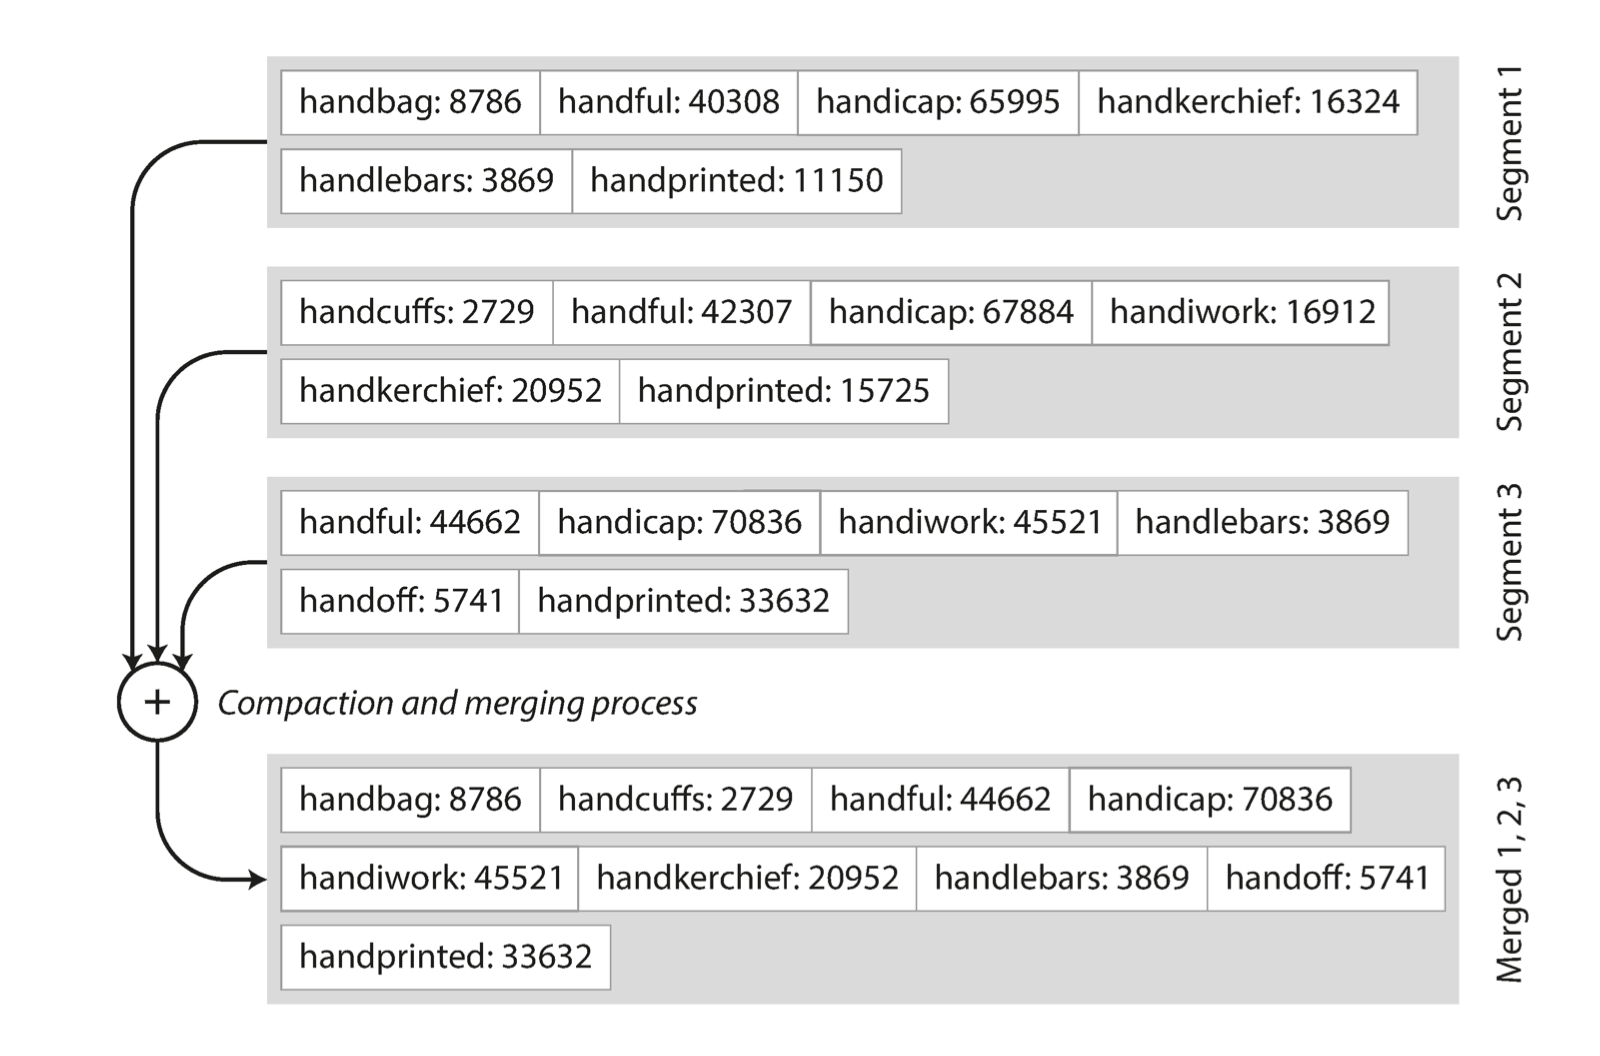 handbag: 8786 handful: 40308 handicap: 65995 handkerchief: 16324
handlebars: 3869 handprinted: 11150
Segment 1
handcuffs: 2729 handful: 42307 handicap: 67884 handiwork: 16912
handkerchief: 20952 handprinted: 15725
Segment 2
handful: 44662 handicap: 70836 handiwork: 45521 handlebars: 3869
handoff: 5741 handprinted: 33632
Segment 3
+ Compaction and merging process
handbag: 8786 handcuffs: 2729 handful: 44662 handicap: 70836
handiwork: 45521 handkerchief: 20952 handlebars: 3869 handoff: 5741
handprinted: 33632
Merged 1, 2, 3